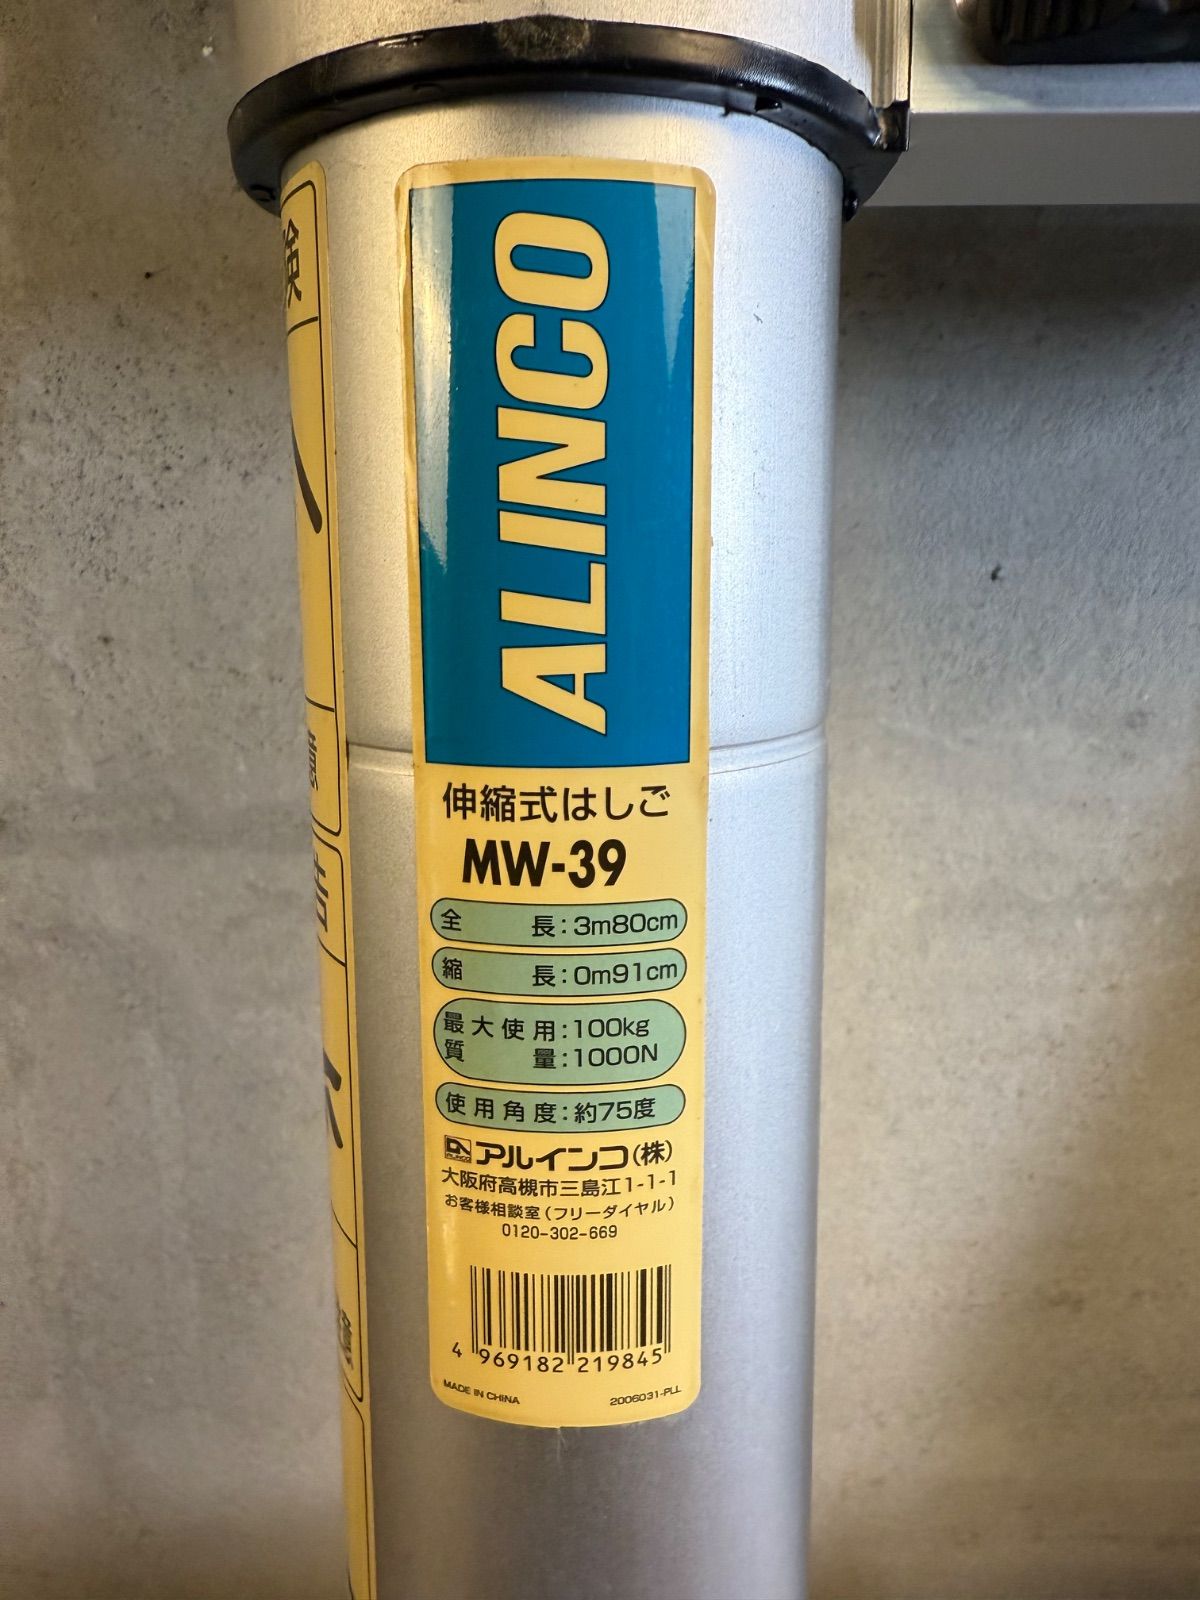 ALINCO
伸縮式はしご
MW-39
全 長:3m80cm
縮 長:0m91cm
最大使用:100kg
質 量:1000N
使用角度:約75度
アルインコ(株)
大阪府高槻市三島江1-1-1
お客様相談室(フリーダイヤル)
0120-302-669
4 969182 219845
MADE IN CHINA 2006031-PLL